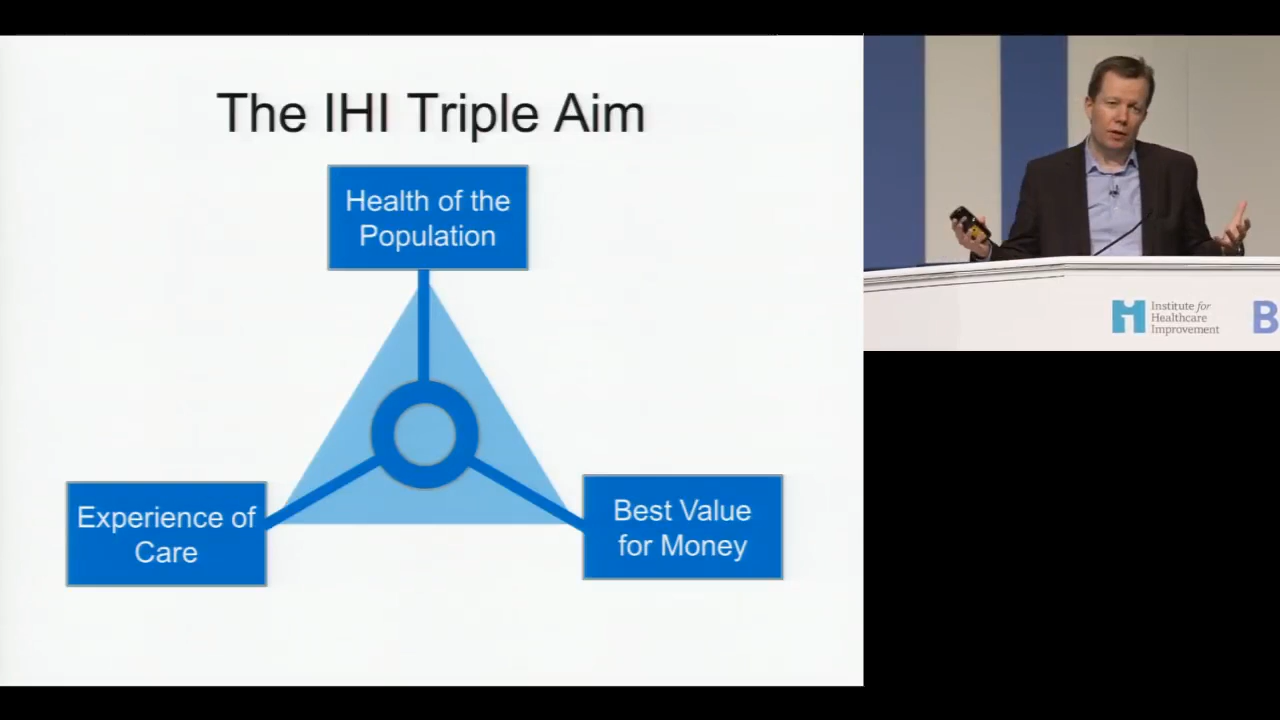 The IHI Triple Aim
Health of the
Population
Experience of
Care
Best Value
for Money
Institute for
Healthcare
Improvement
B